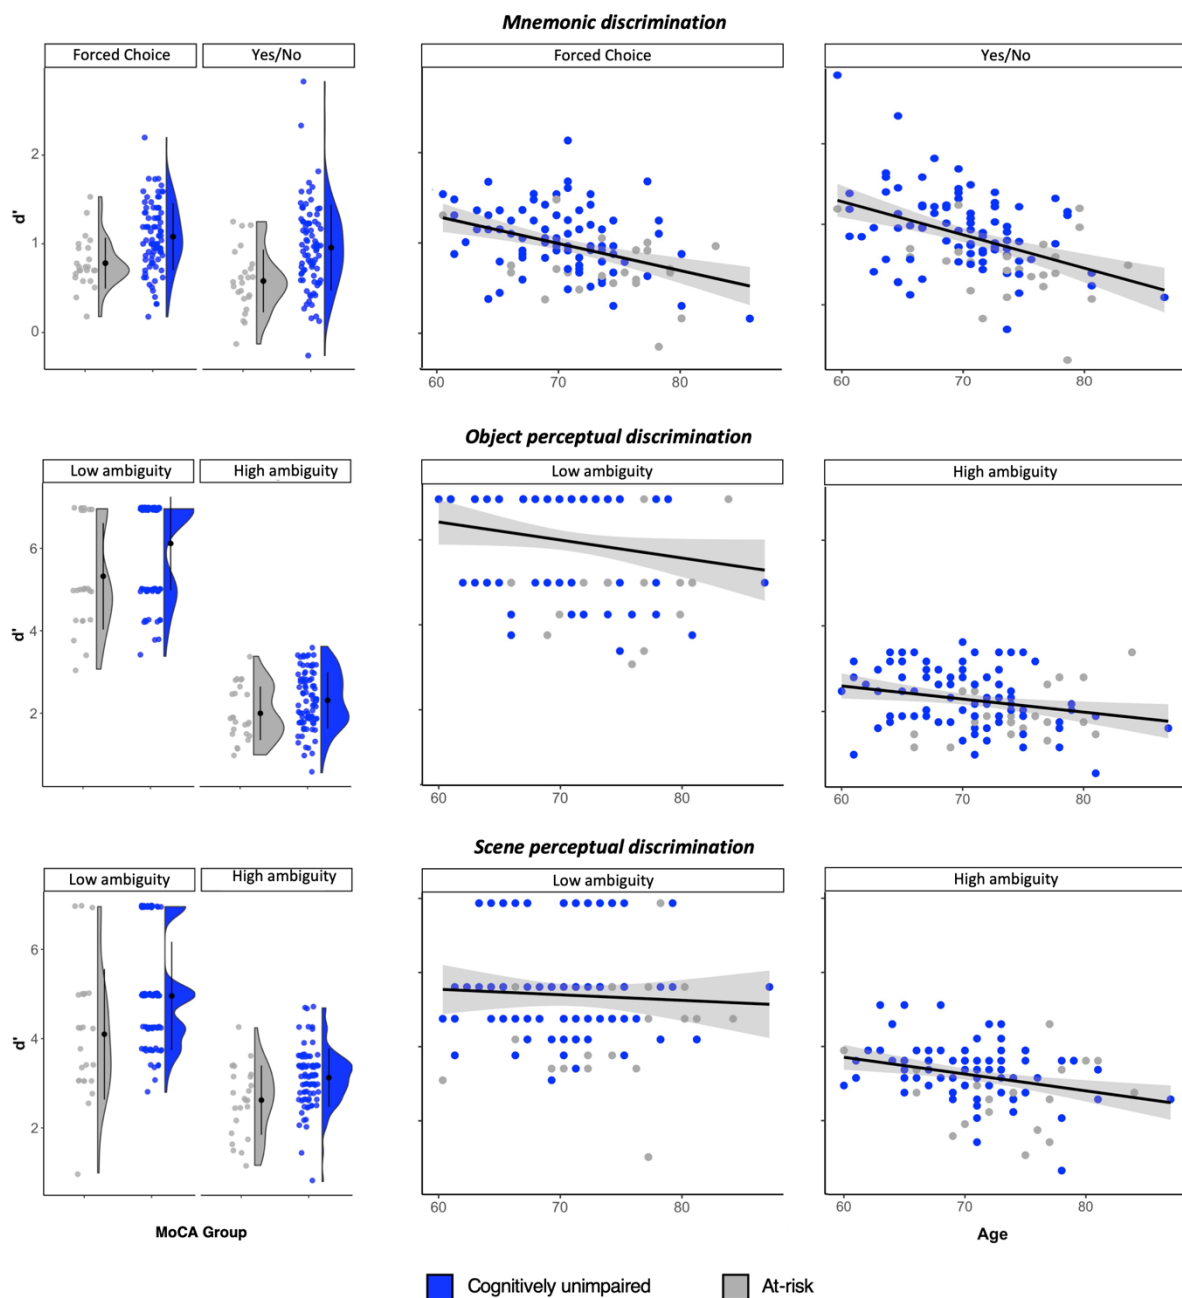 Mnemonic discrimination
Forced Choice Yes/No Forced Choice Yes/No
2
1
0
d'
60 70 80 60 70 80
Object perceptual discrimination
Low ambiguity High ambiguity Low ambiguity High ambiguity
6
4
2
d'
60 70 80 60 70 80
Scene perceptual discrimination
Low ambiguity High ambiguity Low ambiguity High ambiguity
6
4
2
d'
60 70 80 60 70 80
MoCA Group Age
Cognitively unimpaired At-risk